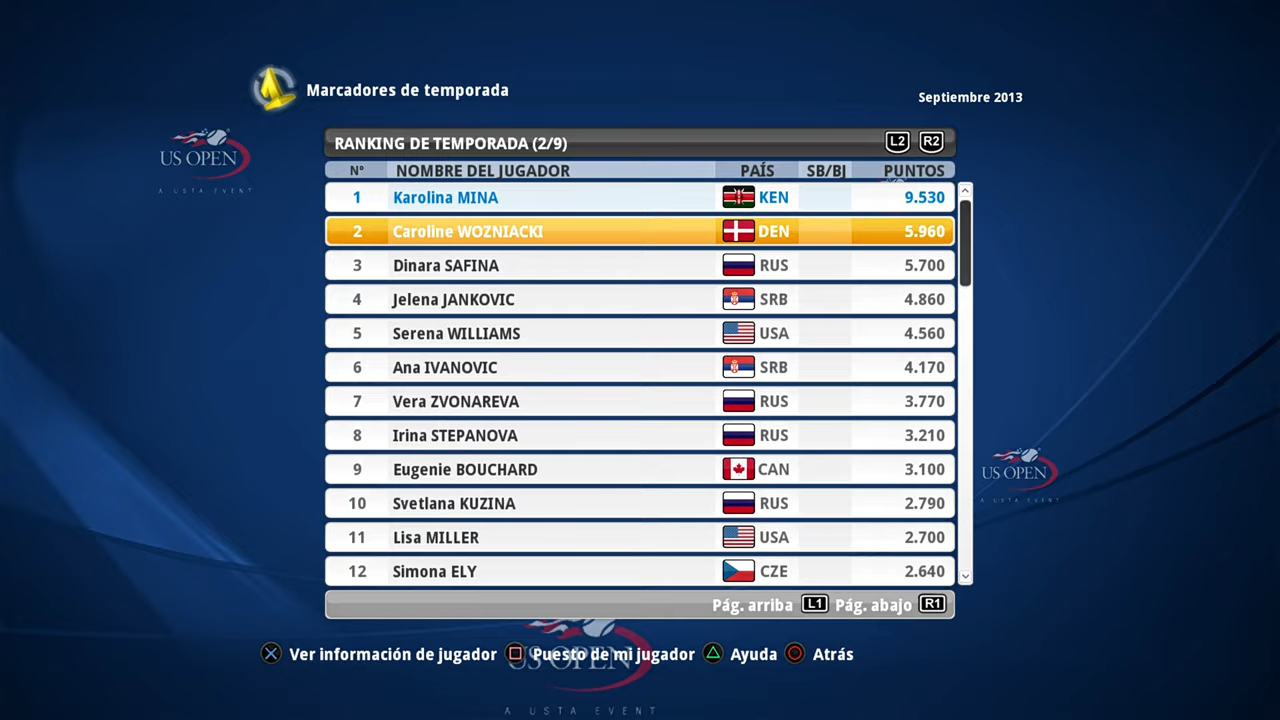 Marcadores de temporada
Septiembre 2013
US OPEN
A USTA EVENT
RANKING DE TEMPORADA (2/9) L2 R2
Nº NOMBRE DEL JUGADOR PAÍS SB/BJ PUNTOS
1 Karolina MINA KEN 9.530
2 Caroline WOZNIACKI DEN 5.960
3 Dinara SAFINA RUS 5.700
4 Jelena JANKOVIC SRB 4.860
5 Serena WILLIAMS USA 4.560
6 Ana IVANOVIC SRB 4.170
7 Vera ZVONAREVA RUS 3.770
8 Irina STEPANOVA RUS 3.210
9 Eugenie BOUCHARD CAN 3.100
10 Svetlana KUZINA RUS 2.790
11 Lisa MILLER USA 2.700
12 Simona ELY CZE 2.640
US OPEN
A USTA EVENT
Pág. arriba L1 Pág. abajo R1
Ver información de jugador Puesto de mi jugador Ayuda Atrás
US OPEN
A USTA EVENT